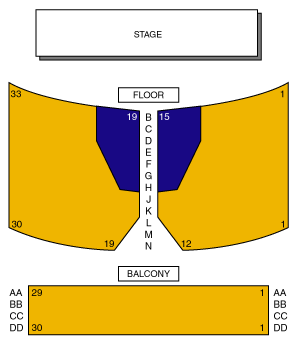 STAGE
33 FLOOR 1
19 B 15
C
D
E
F
G
H
J
K
30 L 1
M
19 N 12
BALCONY
AA 29 1 AA
BB BB
CC CC
DD 30 1 DD